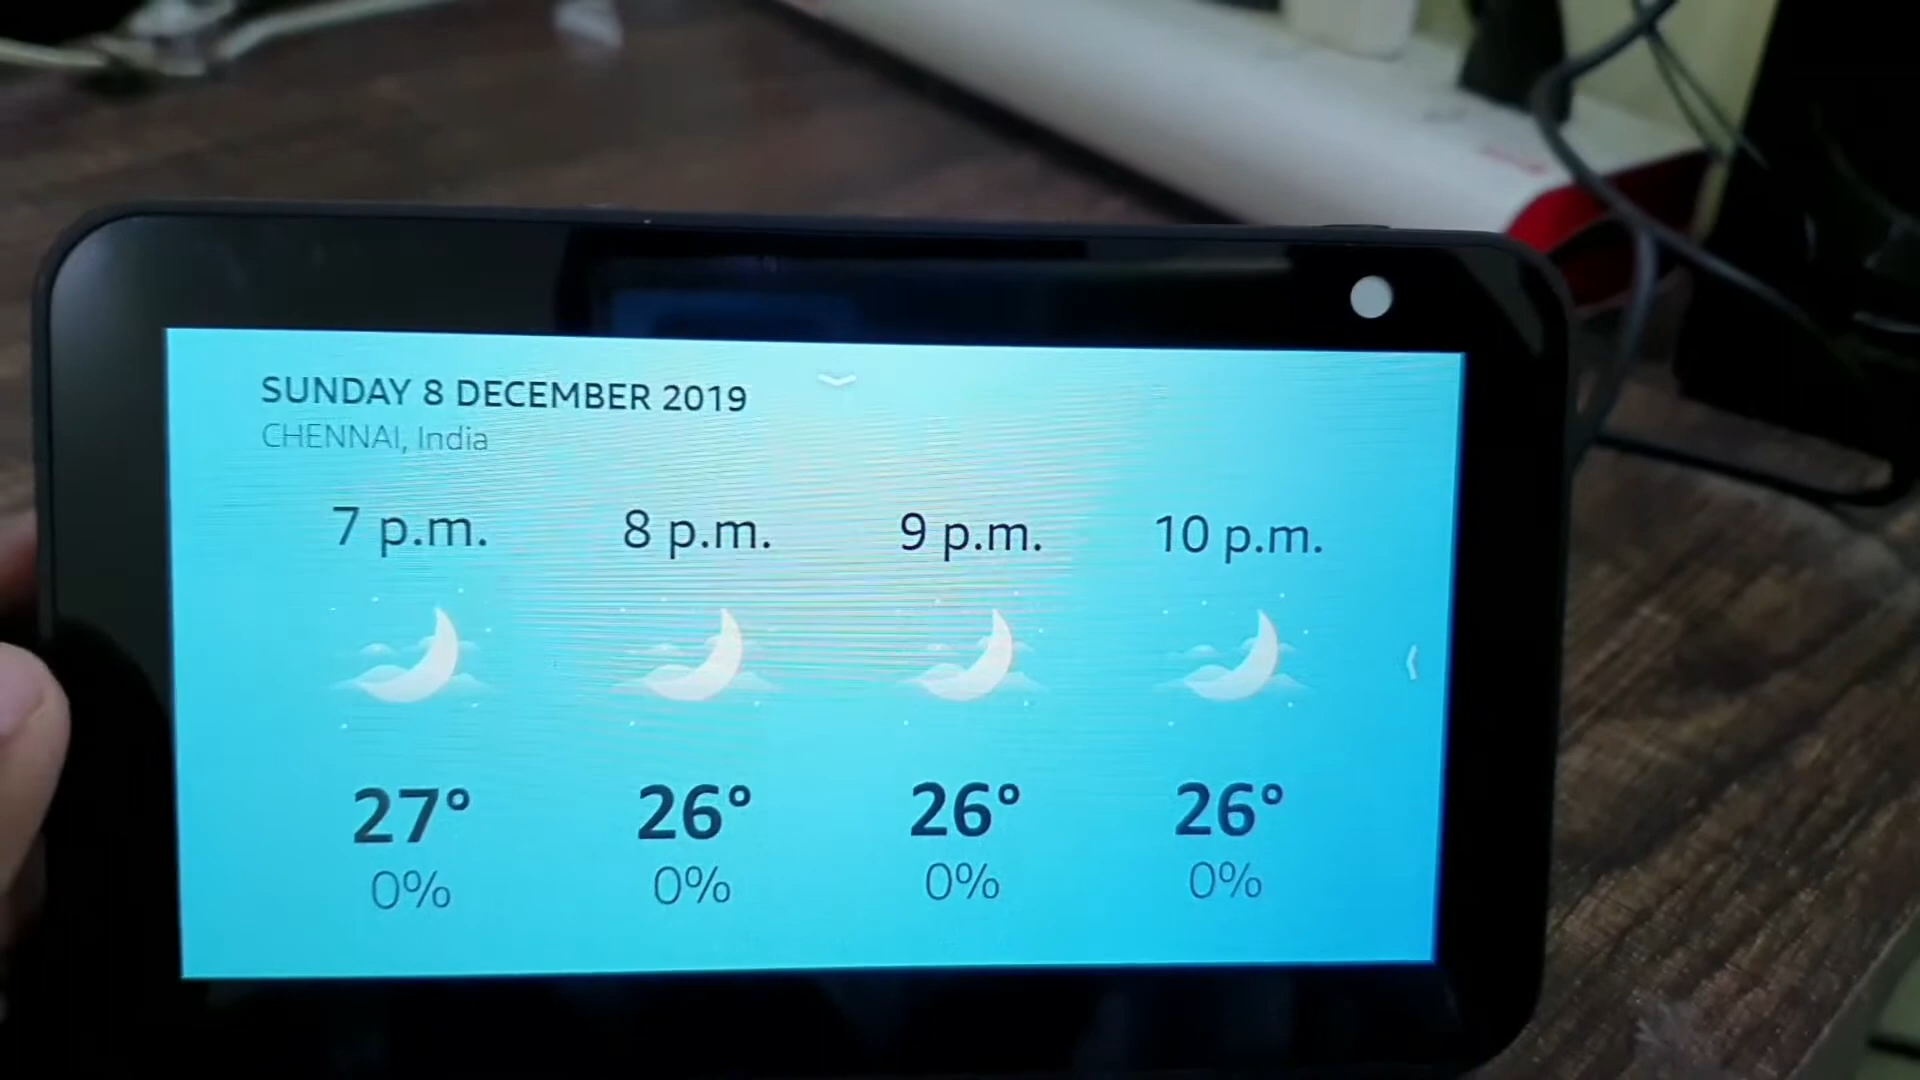 SUNDAY 8 DECEMBER 2019
CHENNAI, India
7 p.m. 8 p.m. 9 p.m. 10 p.m.
27° 26° 26° 26°
0% 0% 0% 0%